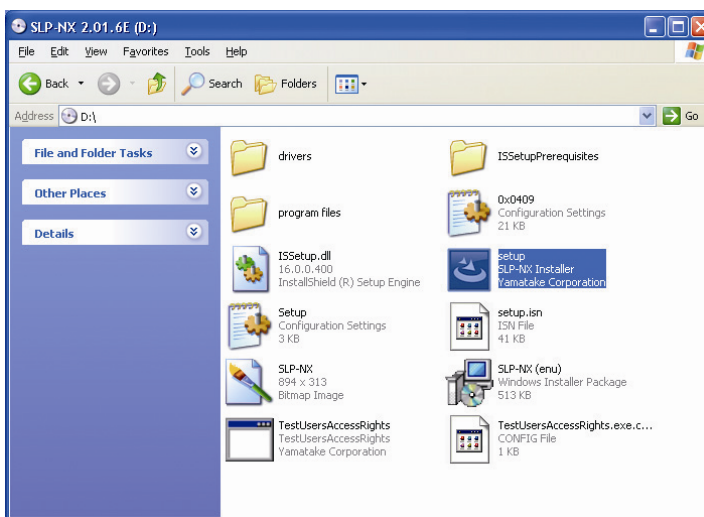 SLP-NX 2.01.6E (D:)
File Edit View Favorites Tools Help
Back Search Folders
Address D:\ Go
File and Folder Tasks
Other Places
Details
drivers
ISSetupPrerequisites
program files
0x0409
Configuration Settings
21 KB
ISSetup.dll
16.0.0.400
InstallShield (R) Setup Engine
setup
SLP-NX Installer
Yamatake Corporation
Setup
Configuration Settings
3 KB
setup.isn
ISN File
41 KB
SLP-NX
894 x 313
Bitmap Image
SLP-NX (enu)
Windows Installer Package
513 KB
TestUsersAccessRights
TestUsersAccessRights
Yamatake Corporation
TestUsersAccessRights.exe.c...
CONFIG File
1 KB